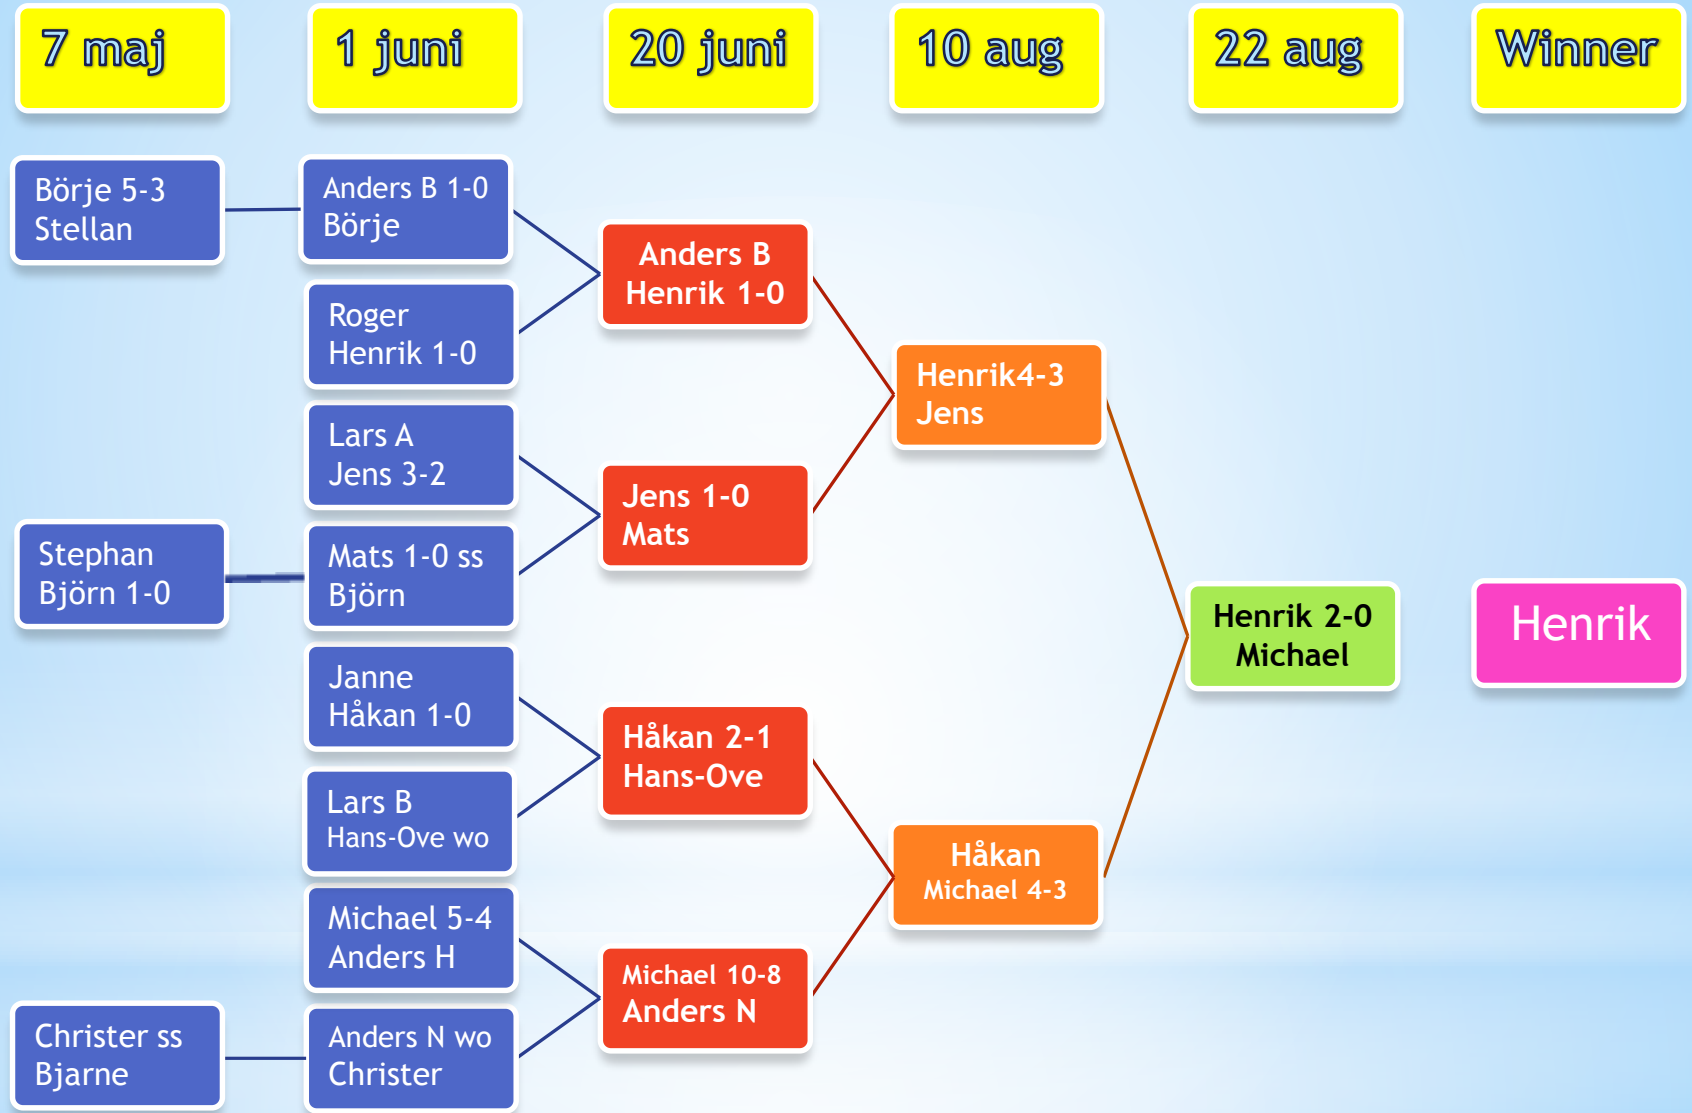 7 maj
1 juni
20 juni
10 aug
22 aug
Winner
Börje 5-3
Stellan
Stephan
Björn 1-0
Christer ss
Bjarne
Anders B 1-0
Börje
Roger
Henrik 1-0
Lars A
Jens 3-2
Mats 1-0 ss
Björn
Janne
Håkan 1-0
Lars B
Hans-Ove wo
Michael 5-4
Anders H
Anders N wo
Christer
Anders B
Henrik 1-0
Jens 1-0
Mats
Håkan 2-1
Hans-Ove
Michael 10-8
Anders N
Henrik4-3
Jens
Håkan
Michael 4-3
Henrik 2-0
Michael
Henrik